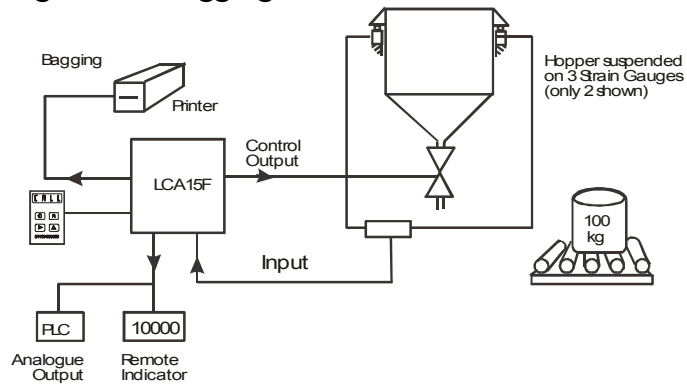 Bagging
Printer
LCA15F
Control
Output
Hopper suspended
on 3 Strain Gauges
(only 2 shown)
CALL
100
kg
Input
PLC
10000
Analogue
Output
Remote
Indicator